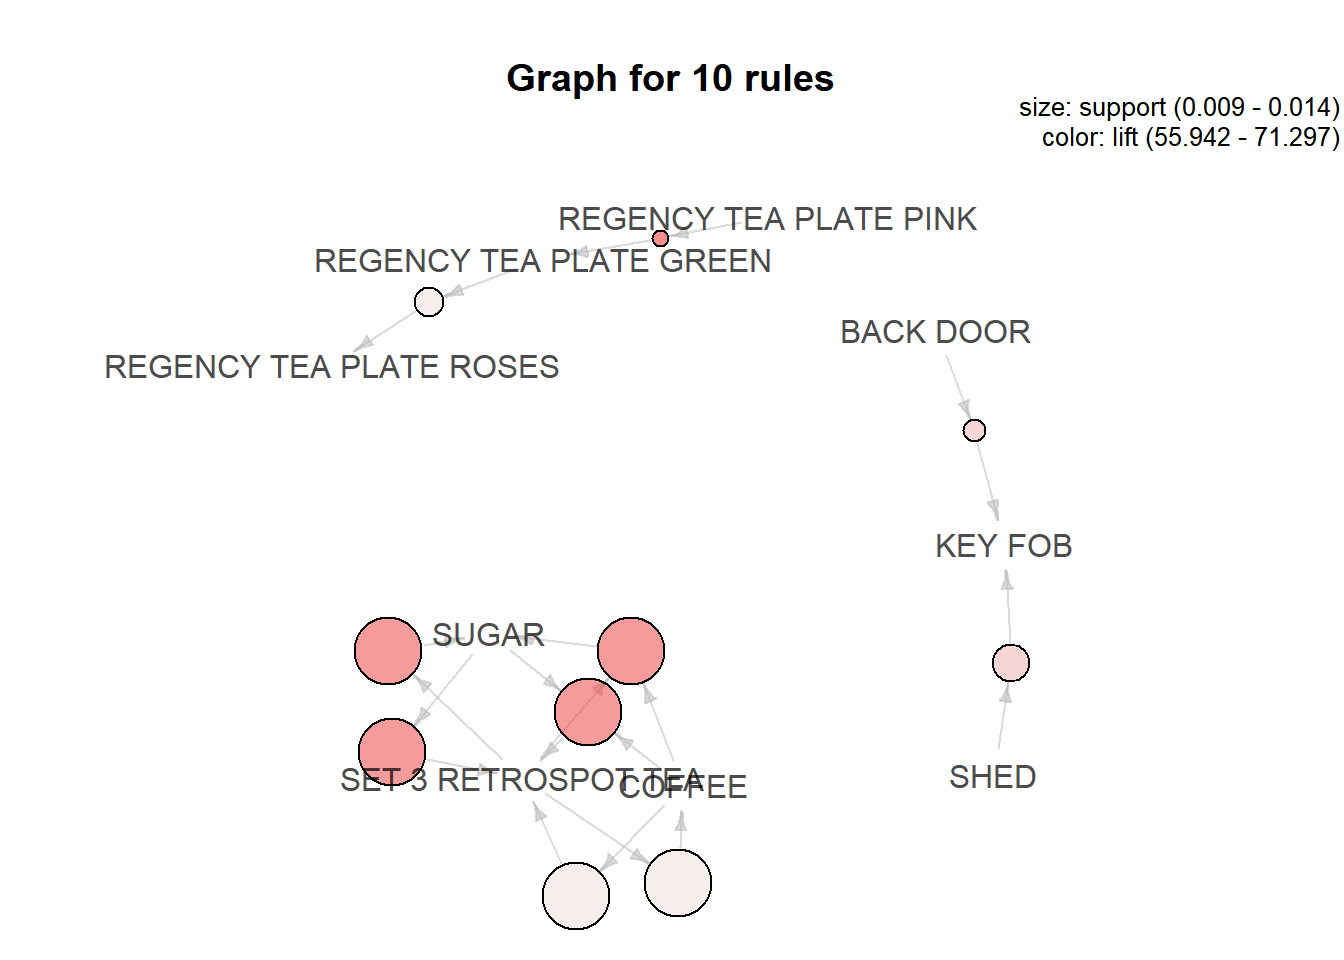 Graph for 10 rules
size: support (0.009 - 0.014)
color: lift (55.942 - 71.297)
REGENCY TEA PLATE PINK
REGENCY TEA PLATE GREEN
REGENCY TEA PLATE ROSES
BACK DOOR
KEY FOB
SUGAR
SET 3 RETROSPOT TEA
COFFEE
SHED